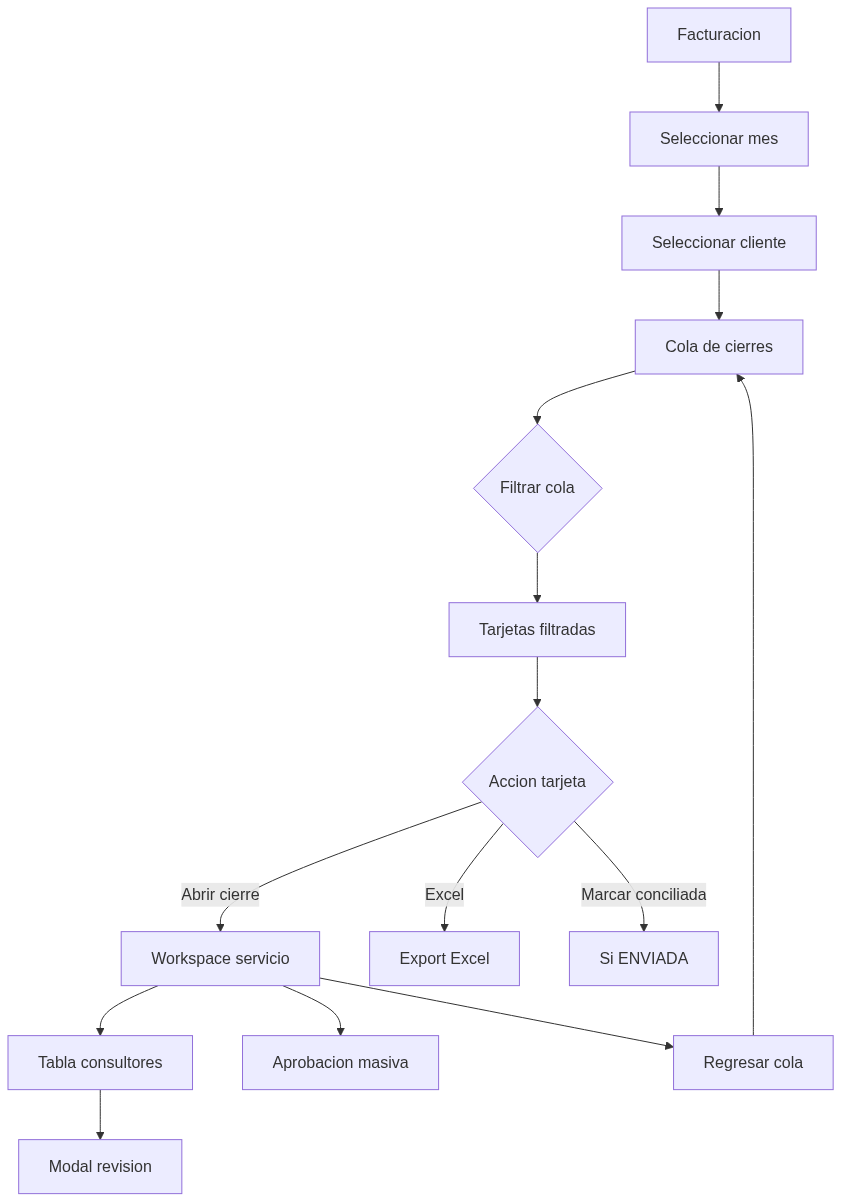 Facturacion
Seleccionar mes
Seleccionar cliente
Cola de cierres
Filtrar cola
Tarjetas filtradas
Accion tarjeta
Abrir cierre
Excel
Marcar conciliada
Workspace servicio
Export Excel
Si ENVIADA
Tabla consultores
Aprobacion masiva
Regresar cola
Modal revision